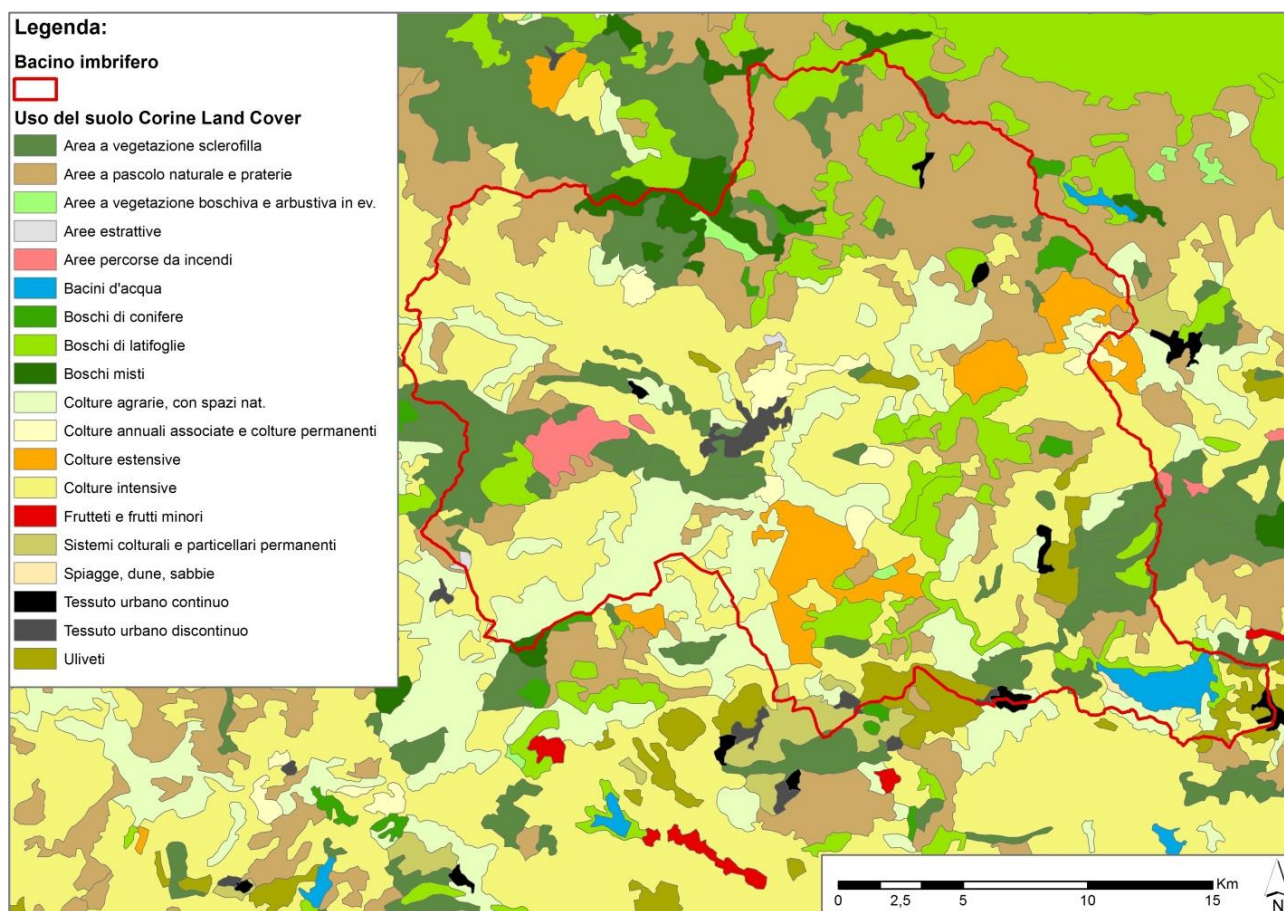 Legenda:
Bacino imbrifero
Uso del suolo Corine Land Cover
Area a vegetazione sclerofilla
Aree a pascolo naturale e praterie
Aree a vegetazione boschiva e arbustiva in ev.
Aree estrattive
Aree percorse da incendi
Bacini d'acqua
Boschi di conifere
Boschi di latifoglie
Boschi misti
Colture agrarie, con spazi nat.
Colture annuali associate e colture permanenti
Colture estensive
Colture intensive
Frutteti e frutti minori
Sistemi colturali e particellari permanenti
Spiagge, dune, sabbie
Tessuto urbano continuo
Tessuto urbano discontinuo
Uliveti
0 2,5 5 10 15 Km
N